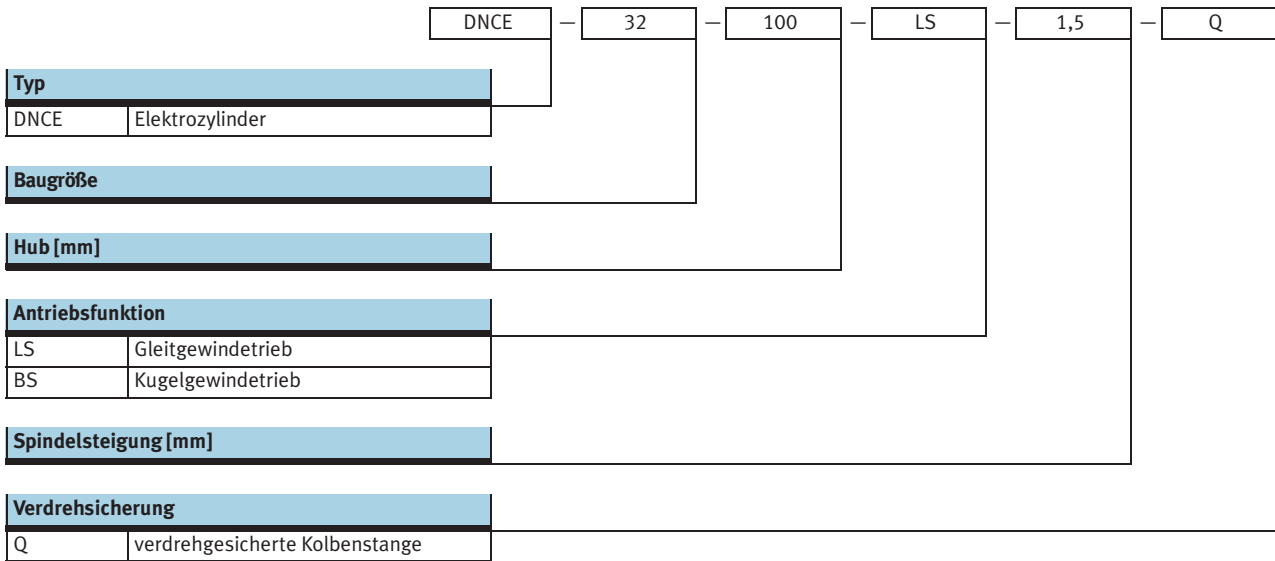 DNCE — 32 — 100 — LS — 1,5 — Q
Typ
DNCE Elektrozylinder
Baugröße
Hub [mm]
Antriebsfunktion
LS Gleitgewindetrieb
BS Kugelgewindetrieb
Spindelsteigung [mm]
Verdrehsicherung
Q verdrehgesicherte Kolbenstange